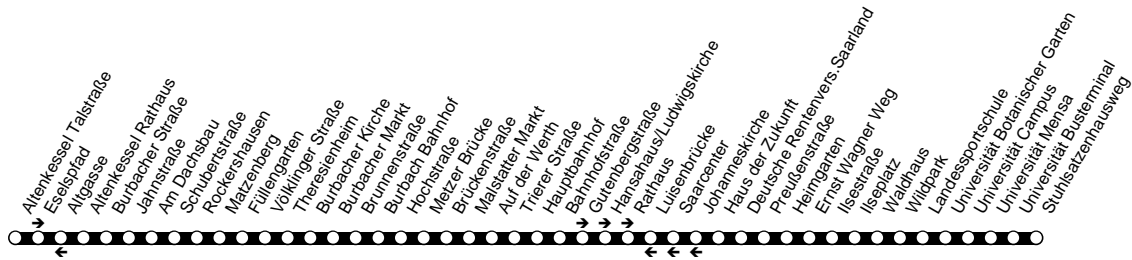 Altenkessel Talstraße
Eselspfad
Altgasse
Altenkessel Rathaus
Burbacher Straße
Jahnstraße
Am Dachsbau
Schubertstraße
Rockershausen
Matzenberg
Füllengarten
Völklinger Straße
Theresienheim
Burbacher Kirche
Burbacher Markt
Brunnenstraße
Burbach Bahnhof
Hochstraße
Metzer Brücke
Brückenstraße
Malstatter Markt
Auf der Werth
Trierer Straße
Hauptbahnhof
Bahnhofstraße
Gutenbergstraße
Hansahaus/Ludwigskirche
Rathaus
Luisenbrücke
Saarcenter
Johanneskirche
Haus der Zukunft
Deutsche Rentenvers.Saarland
Preußenstraße
Heimgarten
Ernst Wagner Weg
Ilsestraße
Ilseplatz
Waldhaus
Wildpark
Landessportschule
Universität Botanischer Garten
Universität Campus
Universität Mensa
Universität Busterminal
Stuhlsatzenhausweg